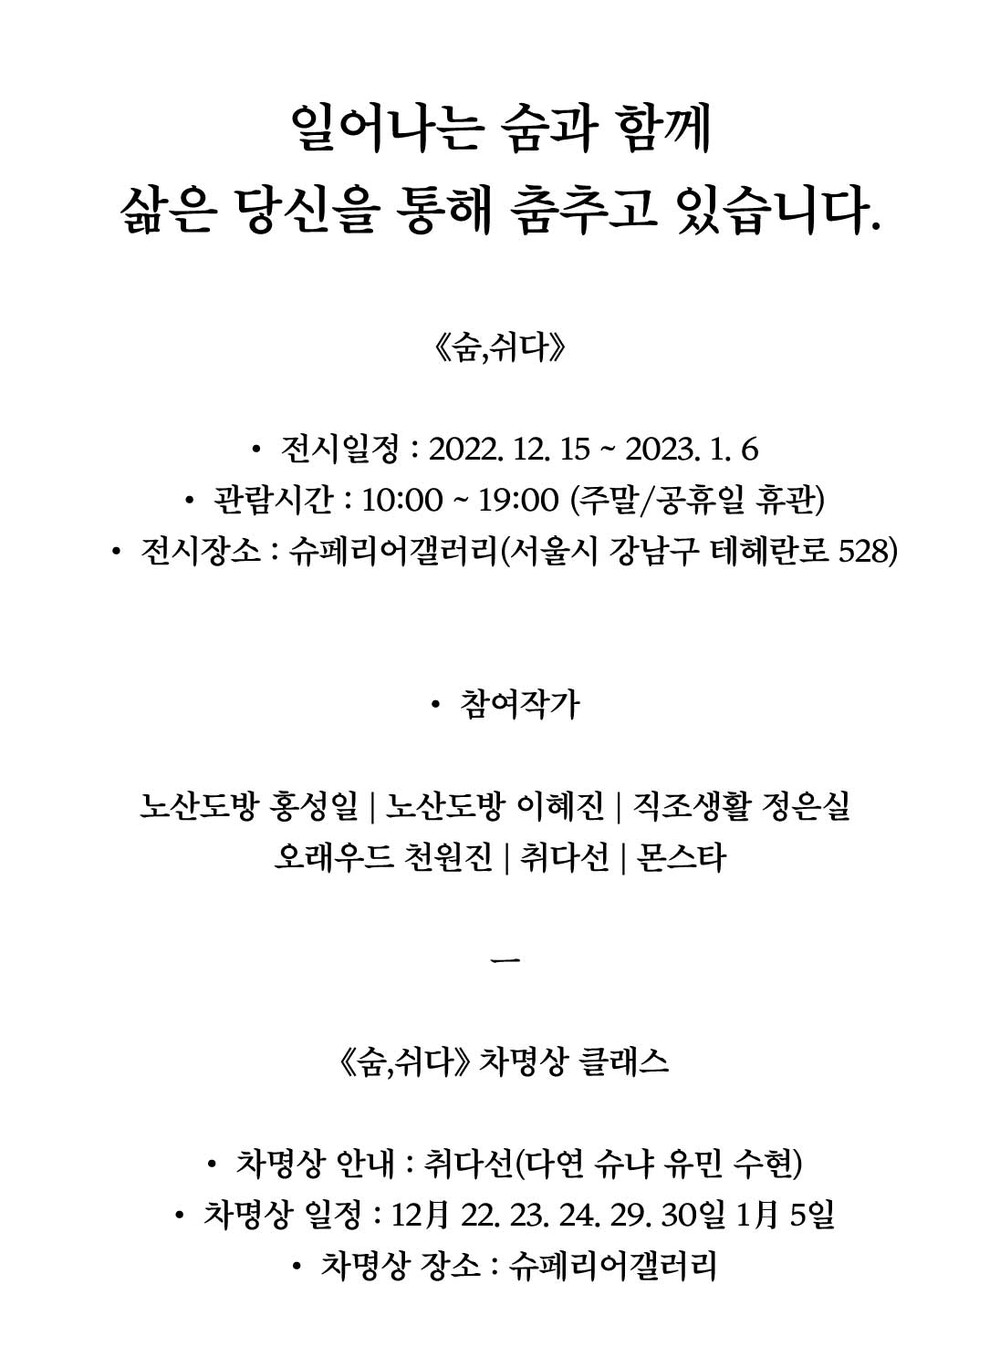 일어나는 숨과 함께
삶은 당신을 통해 춤추고 있습니다.
《숨,쉬다》
• 전시일정 : 2022. 12. 15 ~ 2023. 1. 6
• 관람시간 : 10:00 ~ 19:00 (주말/공휴일 휴관)
• 전시장소 : 슈페리어갤러리(서울시 강남구 테헤란로 528)
• 참여작가
노산도방 홍성일 | 노산도방 이혜진 | 직조생활 정은실
오래우드 천원진 | 취다선 | 몬스타
ㅡ
《숨,쉬다》 차명상 클래스
• 차명상 안내 : 취다선(다연 슈냐 유민 수현)
• 차명상 일정 : 12月 22. 23. 24. 29. 30일 1月 5일
• 차명상 장소 : 슈페리어갤러리